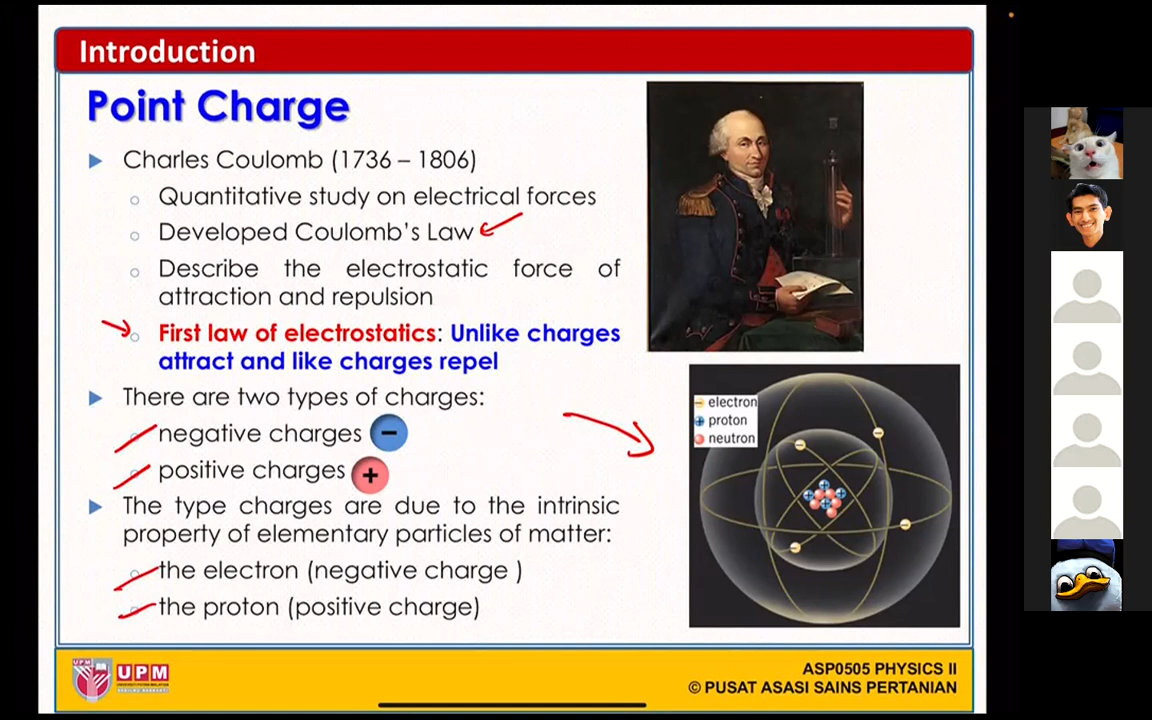 Introduction
Point Charge
Charles Coulomb (1736 – 1806)
Quantitative study on electrical forces
Developed Coulomb's Law
Describe the electrostatic force of
attraction and repulsion
First law of electrostatics: Unlike charges
attract and like charges repel
There are two types of charges:
negative charges −
positive charges +
The type charges are due to the intrinsic
property of elementary particles of matter:
the electron (negative charge )
the proton (positive charge)
electron
proton
neutron
UPM
UPM
ASP0505 PHYSICS II
© PUSAT ASASI SAINS PERTANIAN